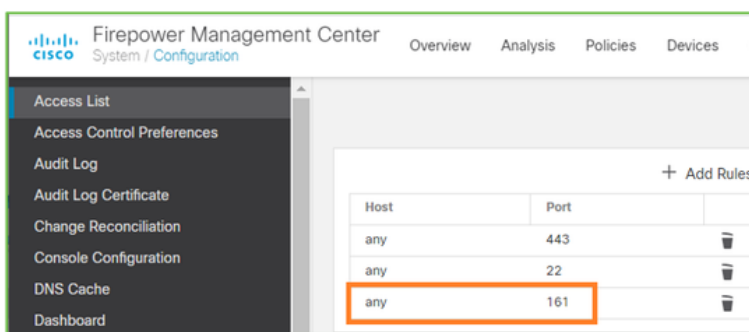 Firepower Management Center
CISCO
System / Configuration
Overview Analysis Policies Devices
Access List
Access Control Preferences
Audit Log
Audit Log Certificate
Change Reconciliation
Console Configuration
DNS Cache
Dashboard
+ Add Rules
Host Port
any 443
any 22
any 161